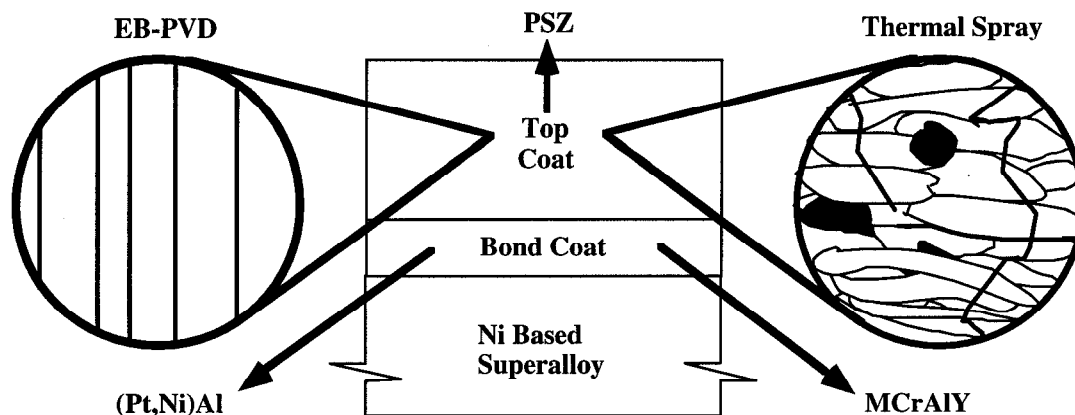 EB-PVD
PSZ
Thermal Spray
Top
Coat
Bond Coat
Ni Based
Superalloy
(Pt,Ni)Al
MCrAlY